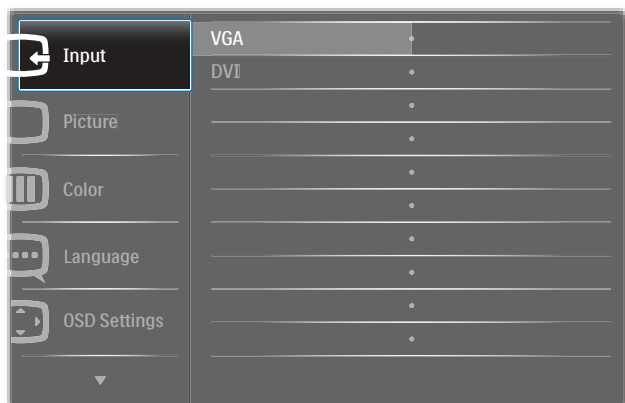 Input
Picture
Color
Language
OSD Settings
VGA
DVI